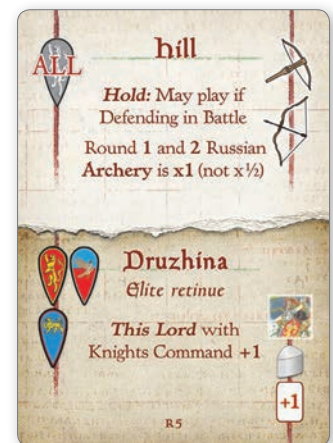 ALL
Hill
Hold: May play if
Defending in Battle
Round 1 and 2 Russian
Archery is x1 (not x½)
Druzhina
Elite retinue
This Lord with
Knights Command +1
+1
R5